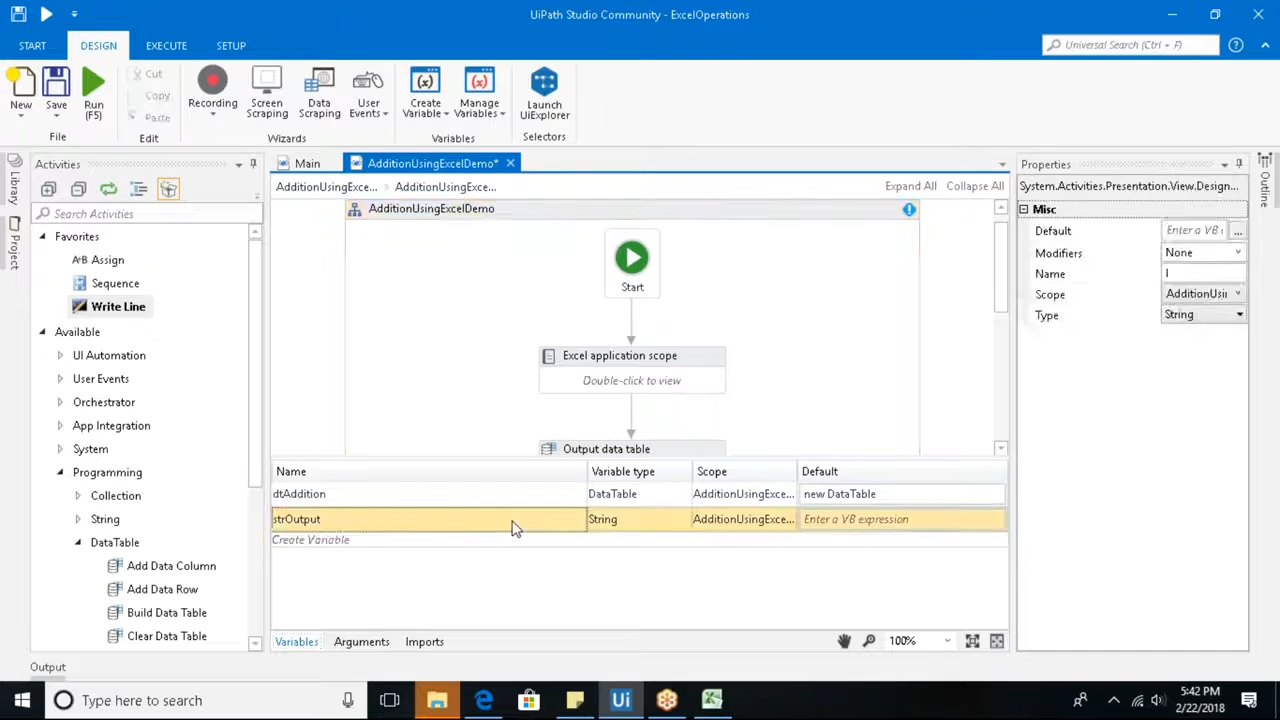 UiPath Studio Community - ExcelOperations
START
DESIGN
EXECUTE
SETUP
Universal Search (Ctrl + F)
New
Save
Run
(F5)
Cut
Copy
Paste
Recording
Screen
Scraping
Data
Scraping
User
Events
Create
Variable
Manage
Variables
Launch
UiExplorer
File
Edit
Wizards
Variables
Selectors
Library
Project
Activities
Search Activities
Favorites
Assign
Sequence
Write Line
Available
UI Automation
User Events
Orchestrator
App Integration
System
Programming
Collection
String
DataTable
Add Data Column
Add Data Row
Build Data Table
Clear Data Table
Main
AdditionUsingExcelDemo*
AdditionUsingExce...
AdditionUsingExce...
Expand All
Collapse All
AdditionUsingExcelDemo
Start
Excel application scope
Double-click to view
Output data table
Name
Variable type
Scope
Default
dtAddition
DataTable
AdditionUsingExce...
new DataTable
strOutput
String
AdditionUsingExce...
Enter a VB expression
Create Variable
Variables
Arguments
Imports
100%
Properties
System.Activities.Presentation.View.Design...
Misc
Default
Enter a VB
...
Modifiers
None
Name
Scope
Type
String
Outline
Output
Type here to search
Ui
5:42 PM
2/22/2018